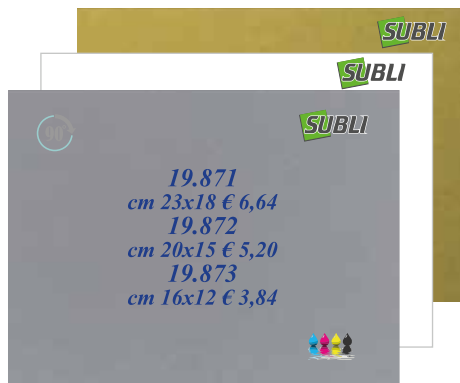 SUBLI
SUBLI
SUBLI
90°
19.871
cm 23x18 € 6,64
19.872
cm 20x15 € 5,20
19.873
cm 16x12 € 3,84